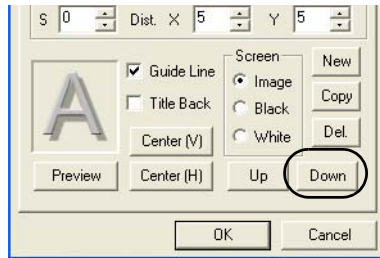 S 0 Dist. X 5 Y 5
Screen New
Guide Line Image
Title Back Black Copy
A
Center (V) White Del.
Preview Center (H) Up Down
OK Cancel